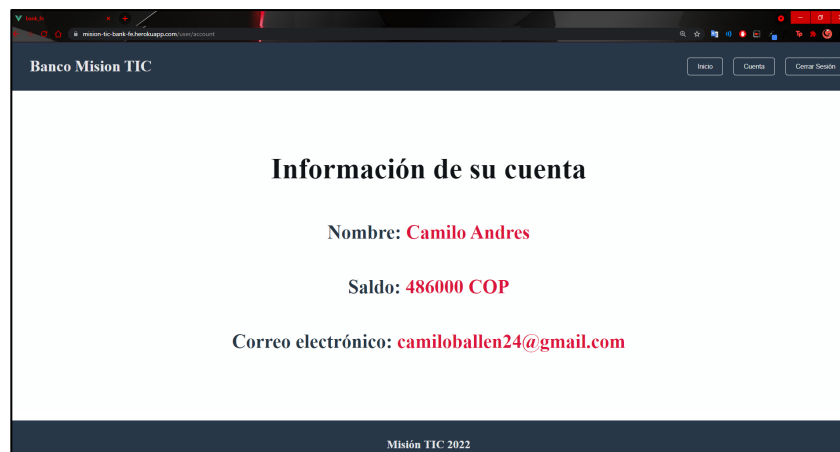 bank_fe
mision-tic-bank-fe.herokuapp.com/user/account
Banco Mision TIC
Inicio
Cuenta
Cerrar Sesión
Información de su cuenta
Nombre: Camilo Andres
Saldo: 486000 COP
Correo electrónico: camiloballen24@gmail.com
Misión TIC 2022